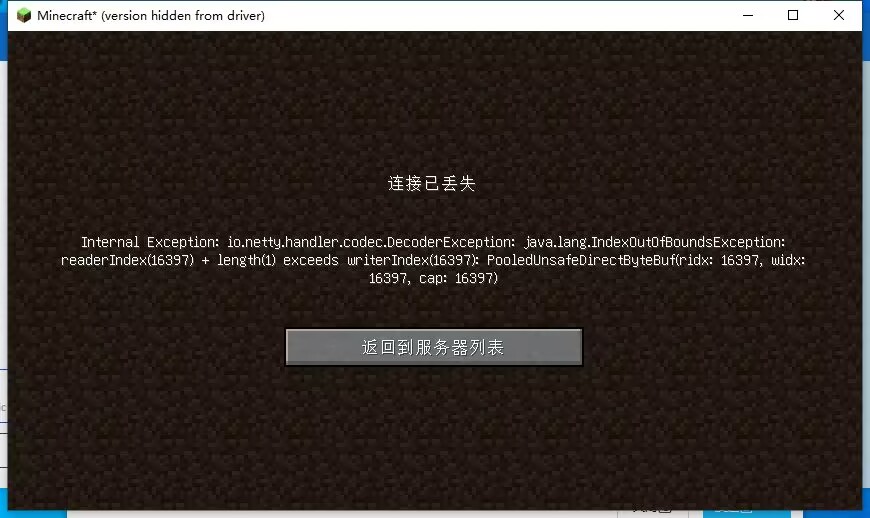 Minecraft* (version hidden from driver)
连接已丢失
Internal Exception: io.netty.handler.codec.DecoderException: java.lang.IndexOutOfBoundsException:
readerIndex(16397) + length(1) exceeds writerIndex(16397): PooledUnsafeDirectByteBuf(ridx: 16397, widx:
16397, cap: 16397)
返回到服务器列表